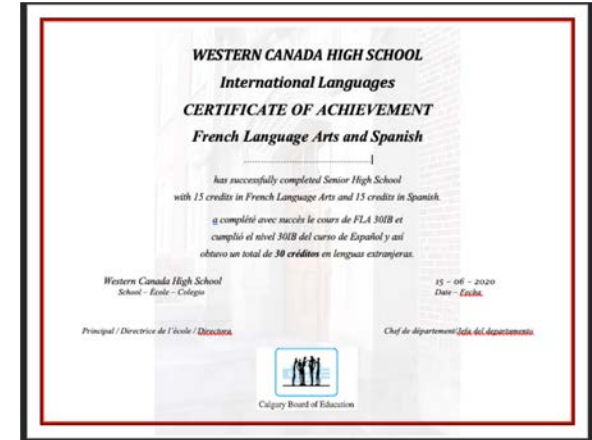 WESTERN CANADA HIGH SCHOOL
International Languages
CERTIFICATE OF ACHIEVEMENT
French Language Arts and Spanish
has successfully completed Senior High School
with 15 credits in French Language Arts and 15 credits in Spanish.
a complété avec succès le cours de FLA 30IB et
cumplió el nivel 30IB del curso de Español y así
obtuvo un total de 30 créditos en lenguas extranjeras.
Western Canada High School
School – École - Colegio
15 – 06 – 2020
Date – Fecha
Principal / Directrice de l'école / Directora
Chef de département/Jefa del departamento
Calgary Board of Education